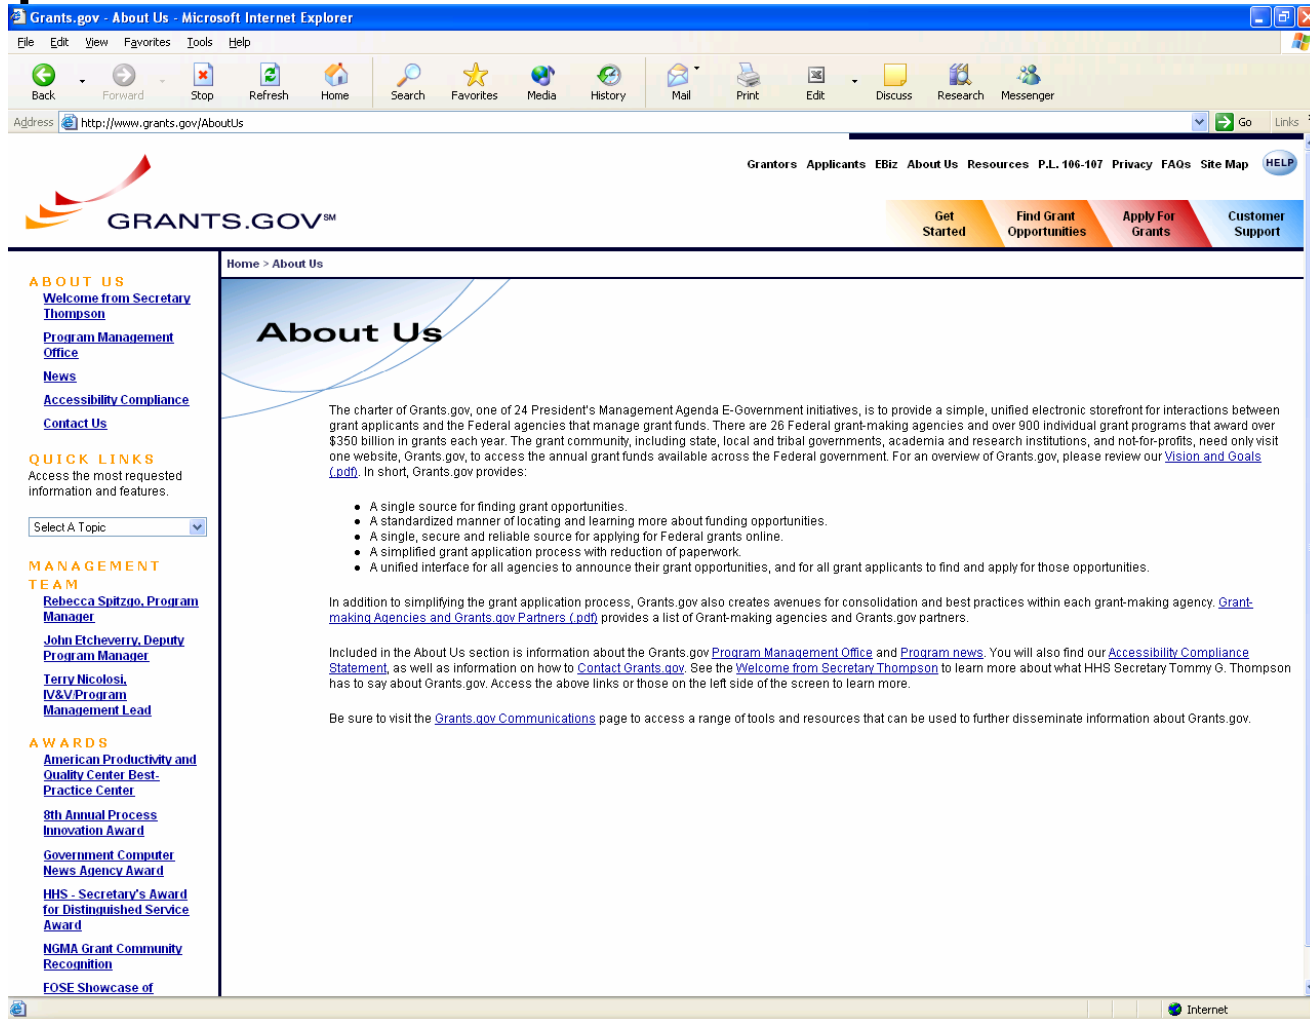 Grants.gov - About Us - Microsoft Internet Explorer
File Edit View Favorites Tools Help
Back Forward Stop Refresh Home Search Favorites Media History Mail Print Edit Discuss Research Messenger
Address http://www.grants.gov/AboutUs Go Links
Grantors Applicants EBiz About Us Resources P.L. 106-107 Privacy FAQs Site Map HELP
GRANTS.GOV℠
Get Started
Find Grant Opportunities
Apply For Grants
Customer Support
Home > About Us
ABOUT US
Welcome from Secretary
Thompson
Program Management
Office
News
Accessibility Compliance
Contact Us
QUICK LINKS
Access the most requested
information and features.
Select A Topic
MANAGEMENT
TEAM
Rebecca Spitzgo, Program
Manager
John Etcheverry, Deputy
Program Manager
Terry Nicolosi,
IV&V/Program
Management Lead
AWARDS
American Productivity and
Quality Center Best-
Practice Center
8th Annual Process
Innovation Award
Government Computer
News Agency Award
HHS - Secretary's Award
for Distinguished Service
Award
NGMA Grant Community
Recognition
FOSE Showcase of
About Us
The charter of Grants.gov, one of 24 President's Management Agenda E-Government initiatives, is to provide a simple, unified electronic storefront for interactions between
grant applicants and the Federal agencies that manage grant funds. There are 26 Federal grant-making agencies and over 900 individual grant programs that award over
$350 billion in grants each year. The grant community, including state, local and tribal governments, academia and research institutions, and not-for-profits, need only visit
one website, Grants.gov, to access the annual grant funds available across the Federal government. For an overview of Grants.gov, please review our Vision and Goals
(.pdf). In short, Grants.gov provides:
● A single source for finding grant opportunities.
● A standardized manner of locating and learning more about funding opportunities.
● A single, secure and reliable source for applying for Federal grants online.
● A simplified grant application process with reduction of paperwork.
● A unified interface for all agencies to announce their grant opportunities, and for all grant applicants to find and apply for those opportunities.
In addition to simplifying the grant application process, Grants.gov also creates avenues for consolidation and best practices within each grant-making agency. Grant-
making Agencies and Grants.gov Partners (.pdf) provides a list of Grant-making agencies and Grants.gov partners.
Included in the About Us section is information about the Grants.gov Program Management Office and Program news. You will also find our Accessibility Compliance
Statement, as well as information on how to Contact Grants.gov. See the Welcome from Secretary Thompson to learn more about what HHS Secretary Tommy G. Thompson
has to say about Grants.gov. Access the above links or those on the left side of the screen to learn more.
Be sure to visit the Grants.gov Communications page to access a range of tools and resources that can be used to further disseminate information about Grants.gov.
Internet